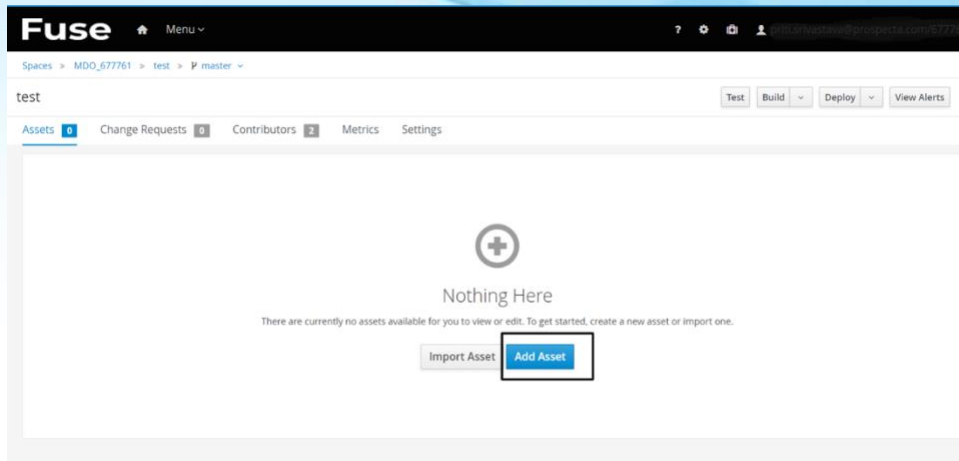 Fuse Menu ?
Spaces » MDO_677761 » test » master
test Test Build Deploy View Alerts
Assets 0 Change Requests 0 Contributors 2 Metrics Settings
Nothing Here
There are currently no assets available for you to view or edit. To get started, create a new asset or import one.
Import Asset Add Asset